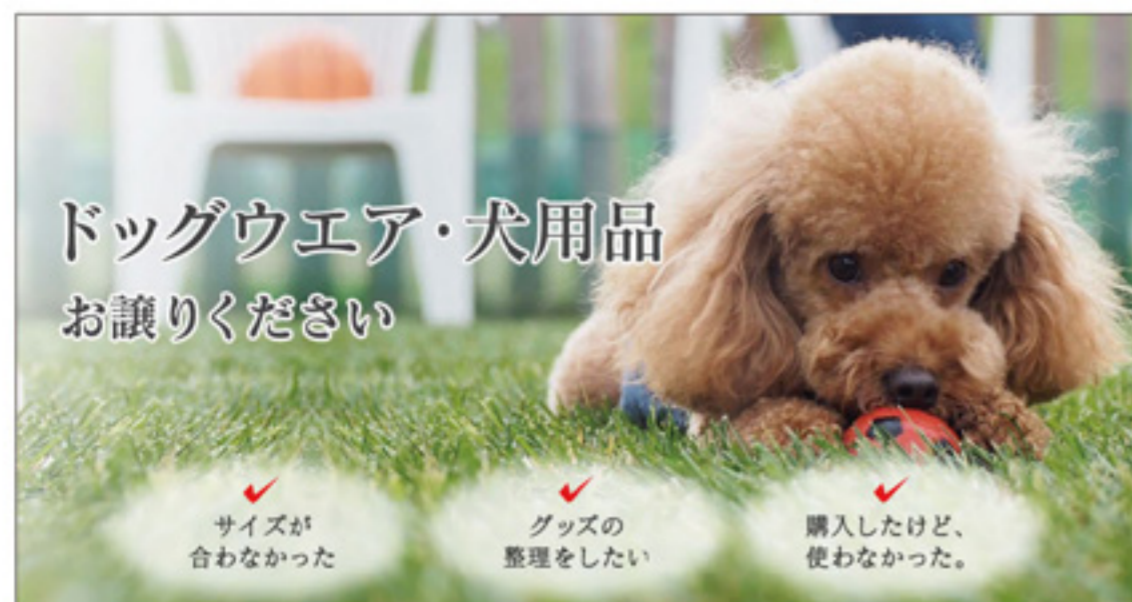 ドッグウエア・犬用品
お譲りください
サイズが
合わなかった
グッズの
整理をしたい
購入したけど、
使わなかった。